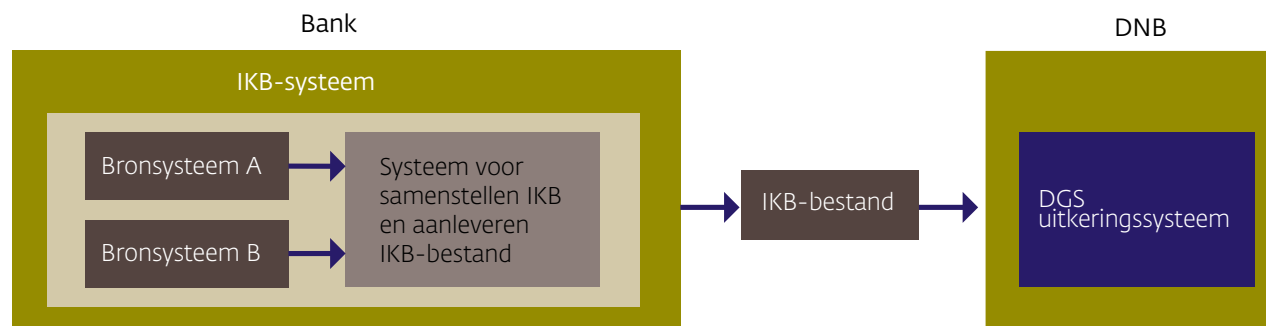 Bank
DNB
IKB-systeem
Bronsysteem A
Bronsysteem B
Systeem voor
samenstellen IKB
en aanleveren
IKB-bestand
IKB-bestand
DGS
uitkeringssysteem